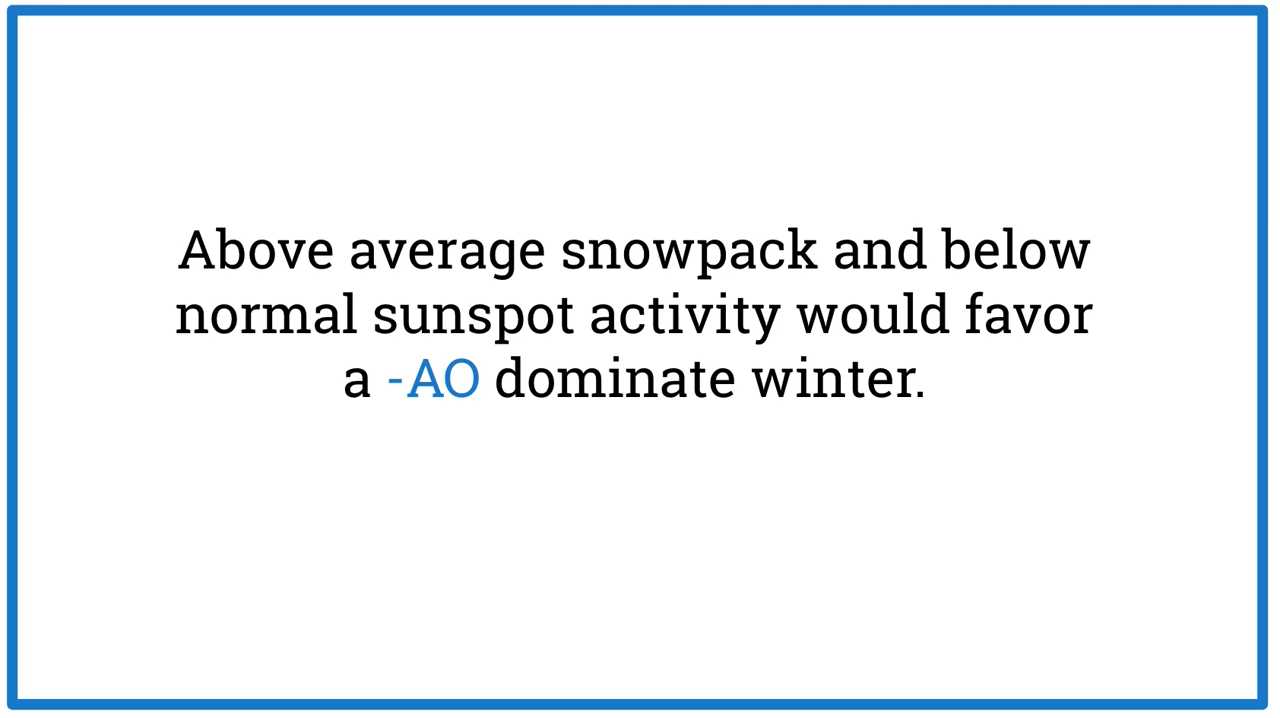 Above average snowpack and below
normal sunspot activity would favor
a -AO dominate winter.